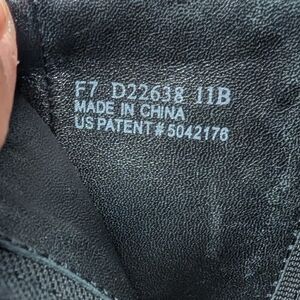 F7 D22638 11B
MADE IN CHINA
US PATENT # 5042176